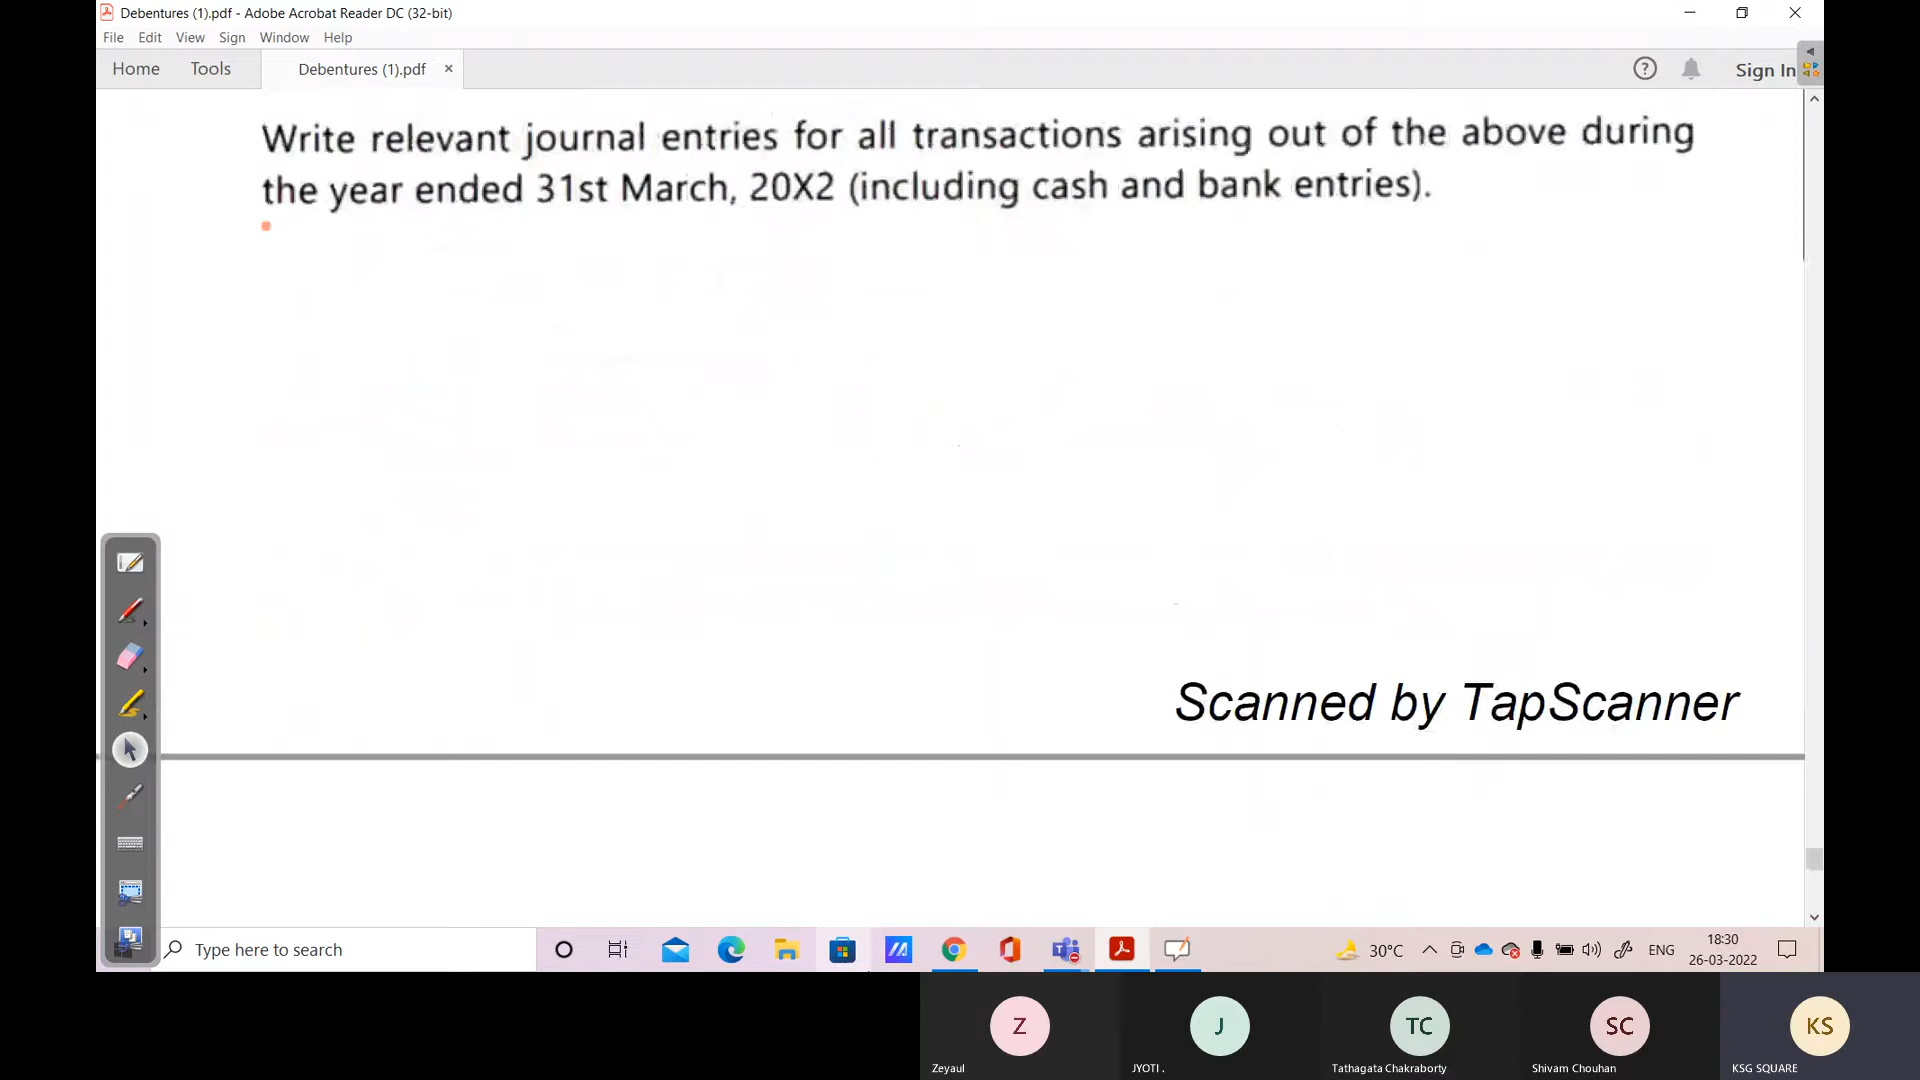 Debentures (1).pdf - Adobe Acrobat Reader DC (32-bit)
File Edit View Sign Window Help
Home Tools Debentures (1).pdf × Sign In
Write relevant journal entries for all transactions arising out of the above during
the year ended 31st March, 20X2 (including cash and bank entries).
Scanned by TapScanner
Type here to search
30°C ENG 18:30
26-03-2022
Z J TC SC KS
Zeyaul JYOTI . Tathagata Chakraborty Shivam Chouhan KSG SQUARE